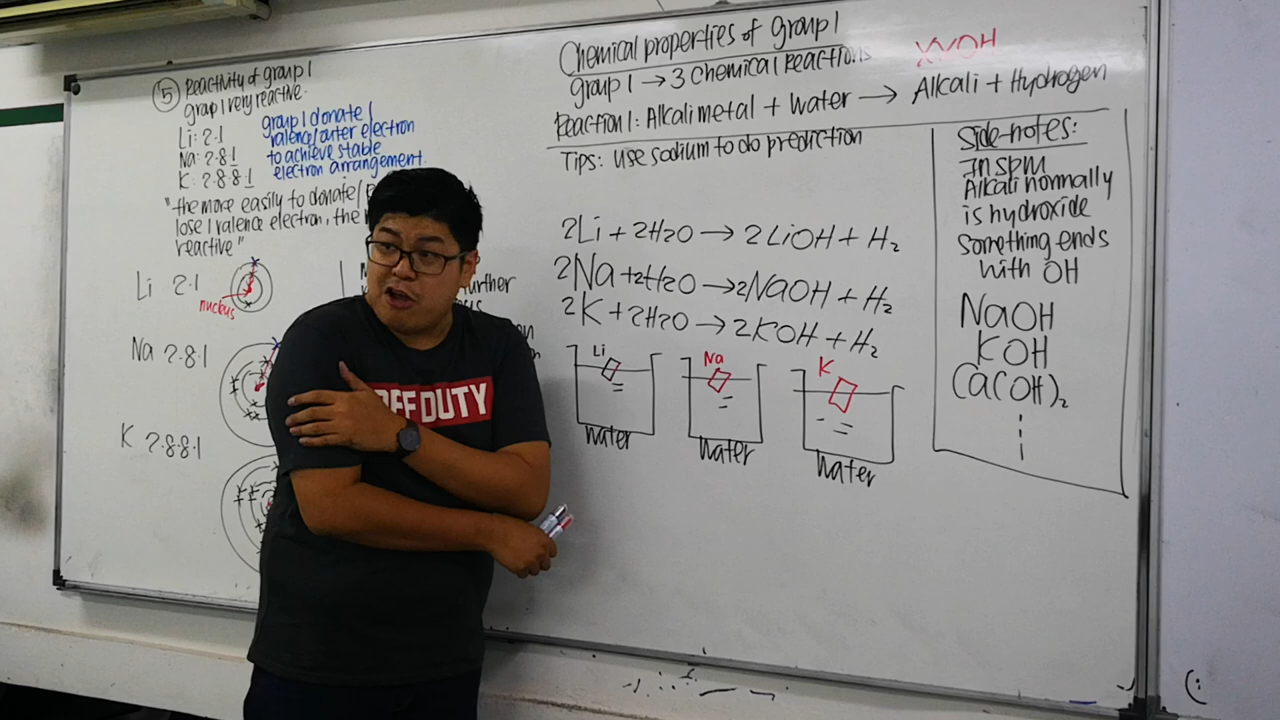 5 Reactivity of group 1
group 1 very reactive.
Li: 2·1
Na: 2·8·1
K: 2·8·8·1
group 1 donate 1
valence/outer electron
to achieve stable
electron arrangement.
"the more easily to donate/
lose 1 valence electron, the
reactive"
Li 2·1
nucleus
Na 2·8·1
K 2·8·8·1
further
DUTY
Chemical properties of group 1
group 1 → 3 Chemical Reactions
XYOH
Reaction 1: Alkali metal + water → Alkali + Hydrogen
Tips: use sodium to do prediction
2Li + 2H2O → 2LiOH + H2
2Na + 2H2O → 2NaOH + H2
2K + 2H2O → 2KOH + H2
Li
Na
K
Water
Water
Water
Side-notes:
In spm
Alkali normally
is hydroxide
something ends
with OH
NaOH
KOH
Ca(OH)2